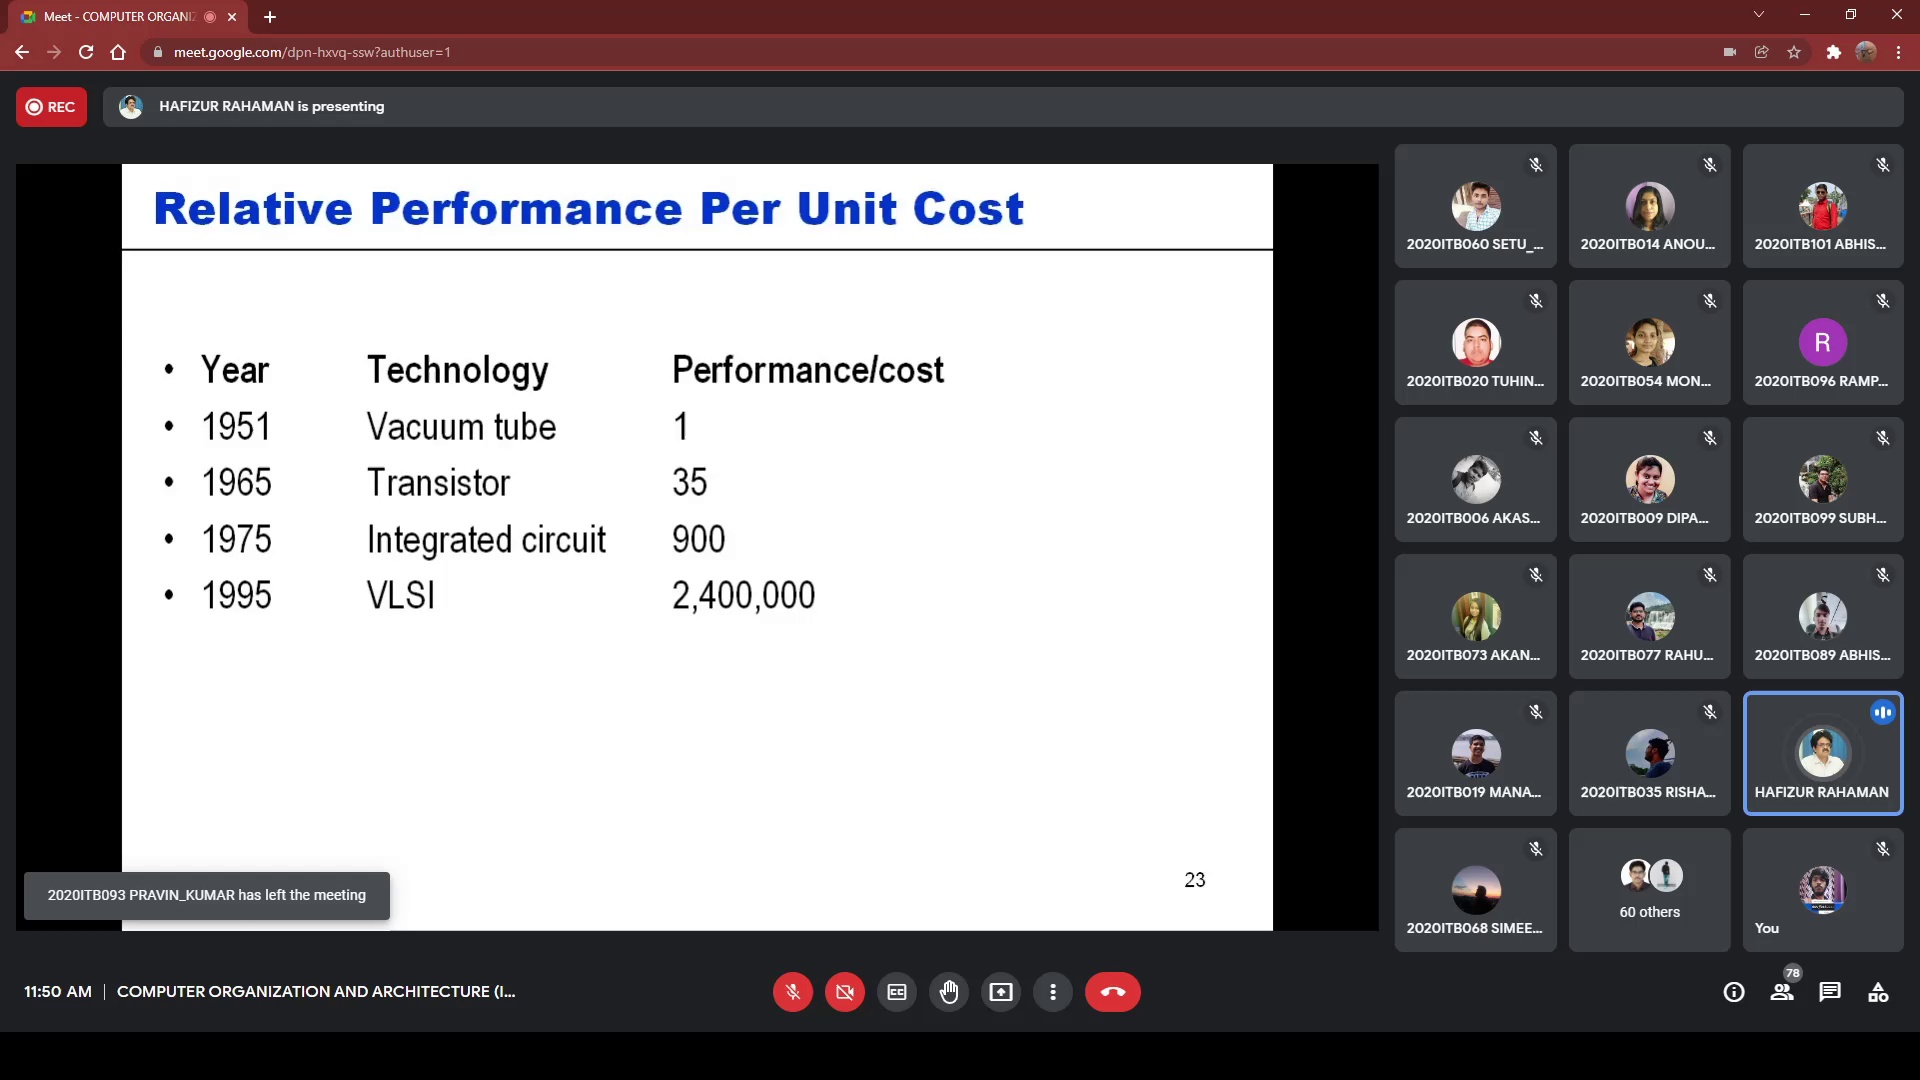 Meet - COMPUTER ORGANIZ
meet.google.com/dpn-hxvq-ssw?authuser=1
REC
HAFIZUR RAHAMAN is presenting
Relative Performance Per Unit Cost
• Year Technology Performance/cost
• 1951 Vacuum tube 1
• 1965 Transistor 35
• 1975 Integrated circuit 900
• 1995 VLSI 2,400,000
23
2020ITB093 PRAVIN_KUMAR has left the meeting
2020ITB060 SETU_...
2020ITB014 ANOU...
2020ITB101 ABHIS...
2020ITB020 TUHIN...
2020ITB054 MON...
R
2020ITB096 RAMP...
2020ITB006 AKAS...
2020ITB009 DIPA...
2020ITB099 SUBH...
2020ITB073 AKAN...
2020ITB077 RAHU...
2020ITB089 ABHIS...
2020ITB019 MANA...
2020ITB035 RISHA...
HAFIZUR RAHAMAN
2020ITB068 SIMEE...
60 others
You
11:50 AM | COMPUTER ORGANIZATION AND ARCHITECTURE (I...
78